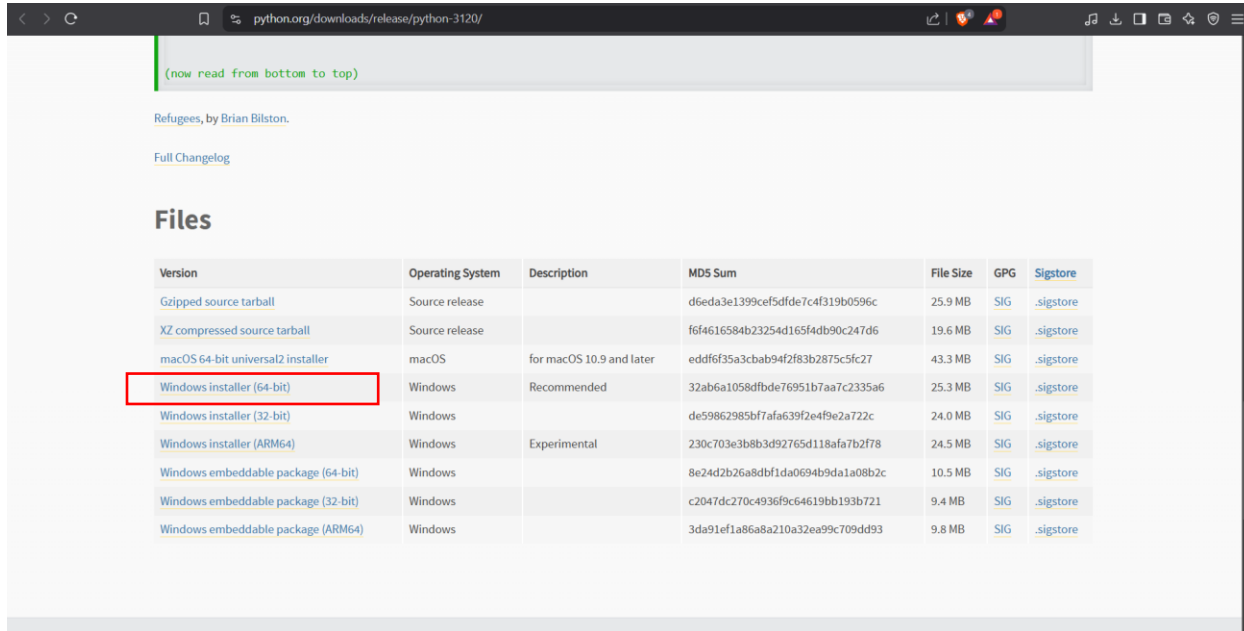 python.org/downloads/release/python-3120/
(now read from bottom to top)
Refugees, by Brian Bilston.
Full Changelog
Files
Version Operating System Description MD5 Sum File Size GPG Sigstore
Gzipped source tarball Source release d6eda3e1399cef5dfde7c4f319b0596c 25.9 MB SIG .sigstore
XZ compressed source tarball Source release f6f4616584b23254d165f4db90c247d6 19.6 MB SIG .sigstore
macOS 64-bit universal2 installer macOS for macOS 10.9 and later eddf6f35a3cbab94f2f83b2875c5fc27 43.3 MB SIG .sigstore
Windows installer (64-bit) Windows Recommended 32ab6a1058dfbde76951b7aa7c2335a6 25.3 MB SIG .sigstore
Windows installer (32-bit) Windows de59862985bf7afa639f2e4f9e2a722c 24.0 MB SIG .sigstore
Windows installer (ARM64) Windows Experimental 230c703e3b8b3d92765d118afa7b2f78 24.5 MB SIG .sigstore
Windows embeddable package (64-bit) Windows 8e24d2b26a8dbf1da0694b9da1a08b2c 10.5 MB SIG .sigstore
Windows embeddable package (32-bit) Windows c2047dc270c4936f9c64619bb193b721 9.4 MB SIG .sigstore
Windows embeddable package (ARM64) Windows 3da91ef1a86a8a210a32ea99c709dd93 9.8 MB SIG .sigstore